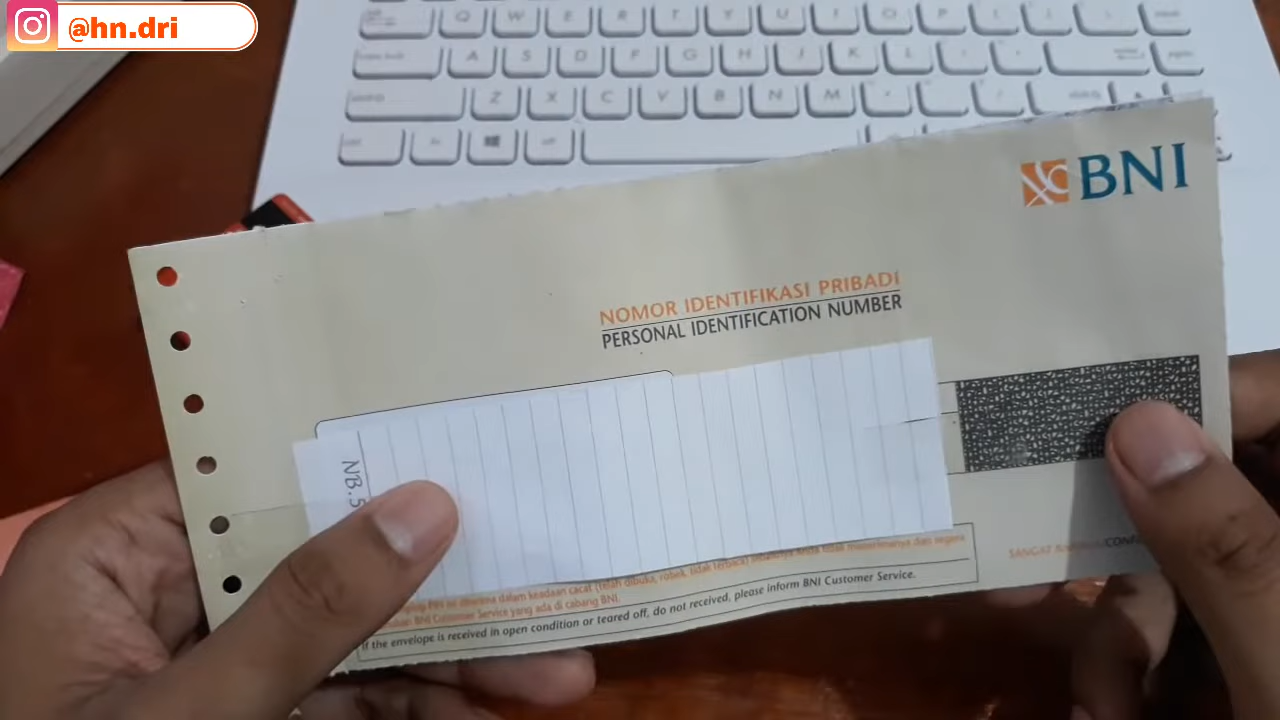 @hn.dri
Q W E R T Y U I O P
A S D F G H J K L
Z X C V B N M
BNI
NOMOR IDENTIFIKASI PRIBADI
PERSONAL IDENTIFICATION NUMBER
NB.5
PIN ini diterima dalam keadaan cacat (telah dibuka, robek, tidak terbaca) Anda tidak menerimanya dan segera
BNI Customer Service yang ada di cabang BNI.
If the envelope is received in open condition or teared off, do not received, please inform BNI Customer Service.
SANGAT